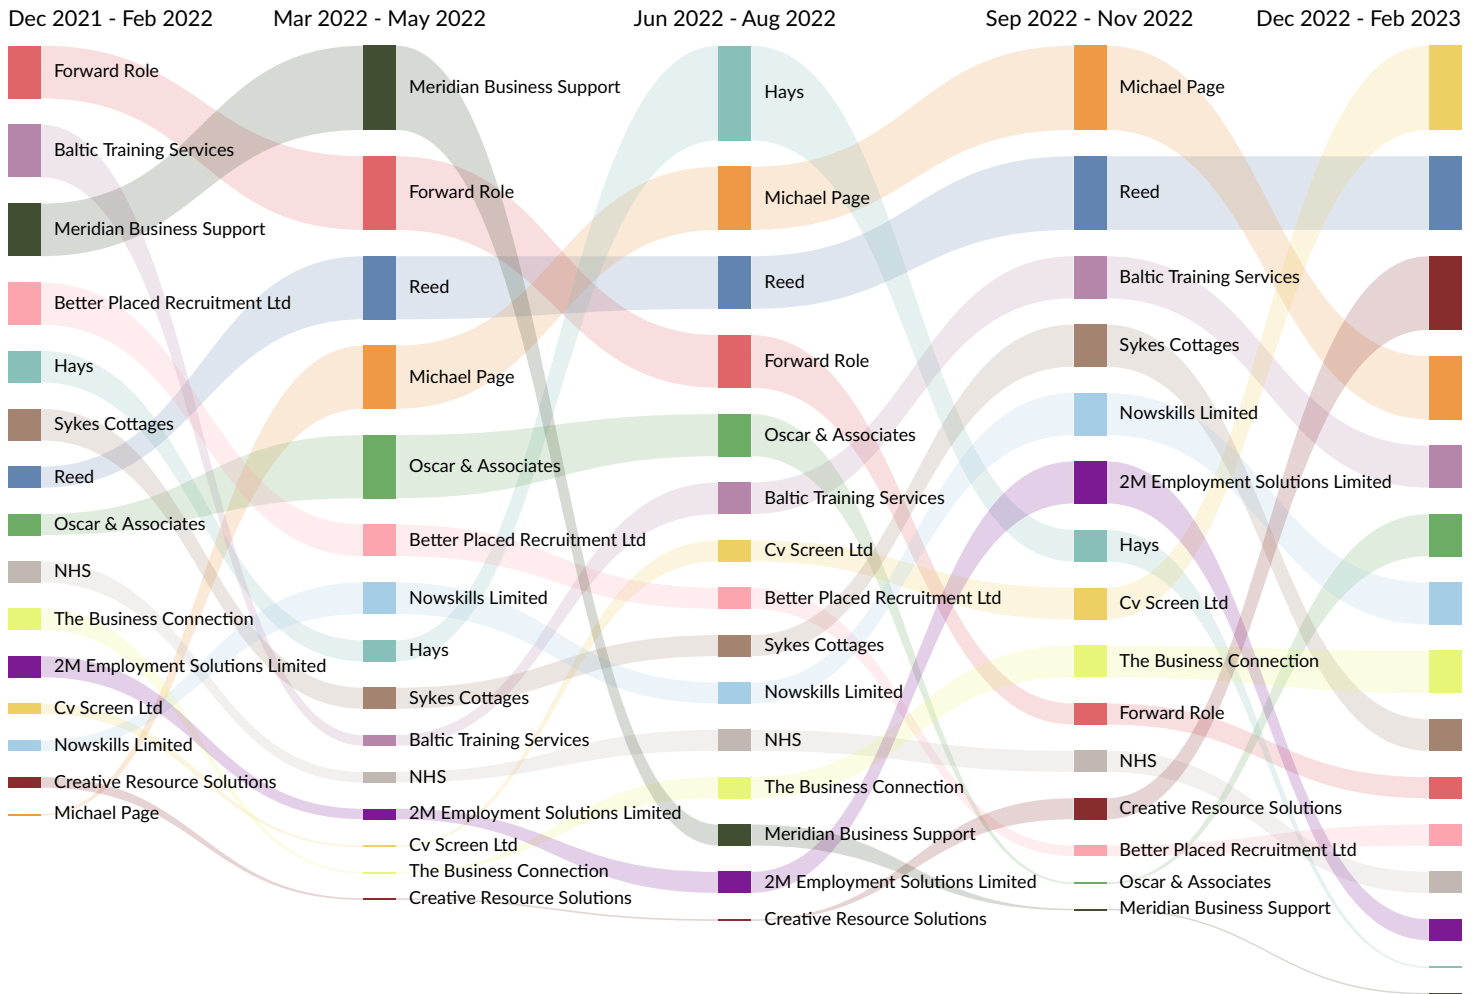 Dec 2021 - Feb 2022
Mar 2022 - May 2022
Jun 2022 - Aug 2022
Sep 2022 - Nov 2022
Dec 2022 - Feb 2023
Forward Role
Baltic Training Services
Meridian Business Support
Better Placed Recruitment Ltd
Hays
Sykes Cottages
Reed
Oscar & Associates
NHS
The Business Connection
2M Employment Solutions Limited
Cv Screen Ltd
Nowskills Limited
Creative Resource Solutions
Michael Page
Meridian Business Support
Forward Role
Reed
Michael Page
Oscar & Associates
Better Placed Recruitment Ltd
Nowskills Limited
Hays
Sykes Cottages
Baltic Training Services
NHS
2M Employment Solutions Limited
Cv Screen Ltd
The Business Connection
Creative Resource Solutions
Hays
Michael Page
Reed
Forward Role
Oscar & Associates
Baltic Training Services
Cv Screen Ltd
Better Placed Recruitment Ltd
Sykes Cottages
Nowskills Limited
NHS
The Business Connection
Meridian Business Support
2M Employment Solutions Limited
Creative Resource Solutions
Michael Page
Reed
Baltic Training Services
Sykes Cottages
Nowskills Limited
2M Employment Solutions Limited
Hays
Cv Screen Ltd
The Business Connection
Forward Role
NHS
Creative Resource Solutions
Better Placed Recruitment Ltd
Oscar & Associates
Meridian Business Support